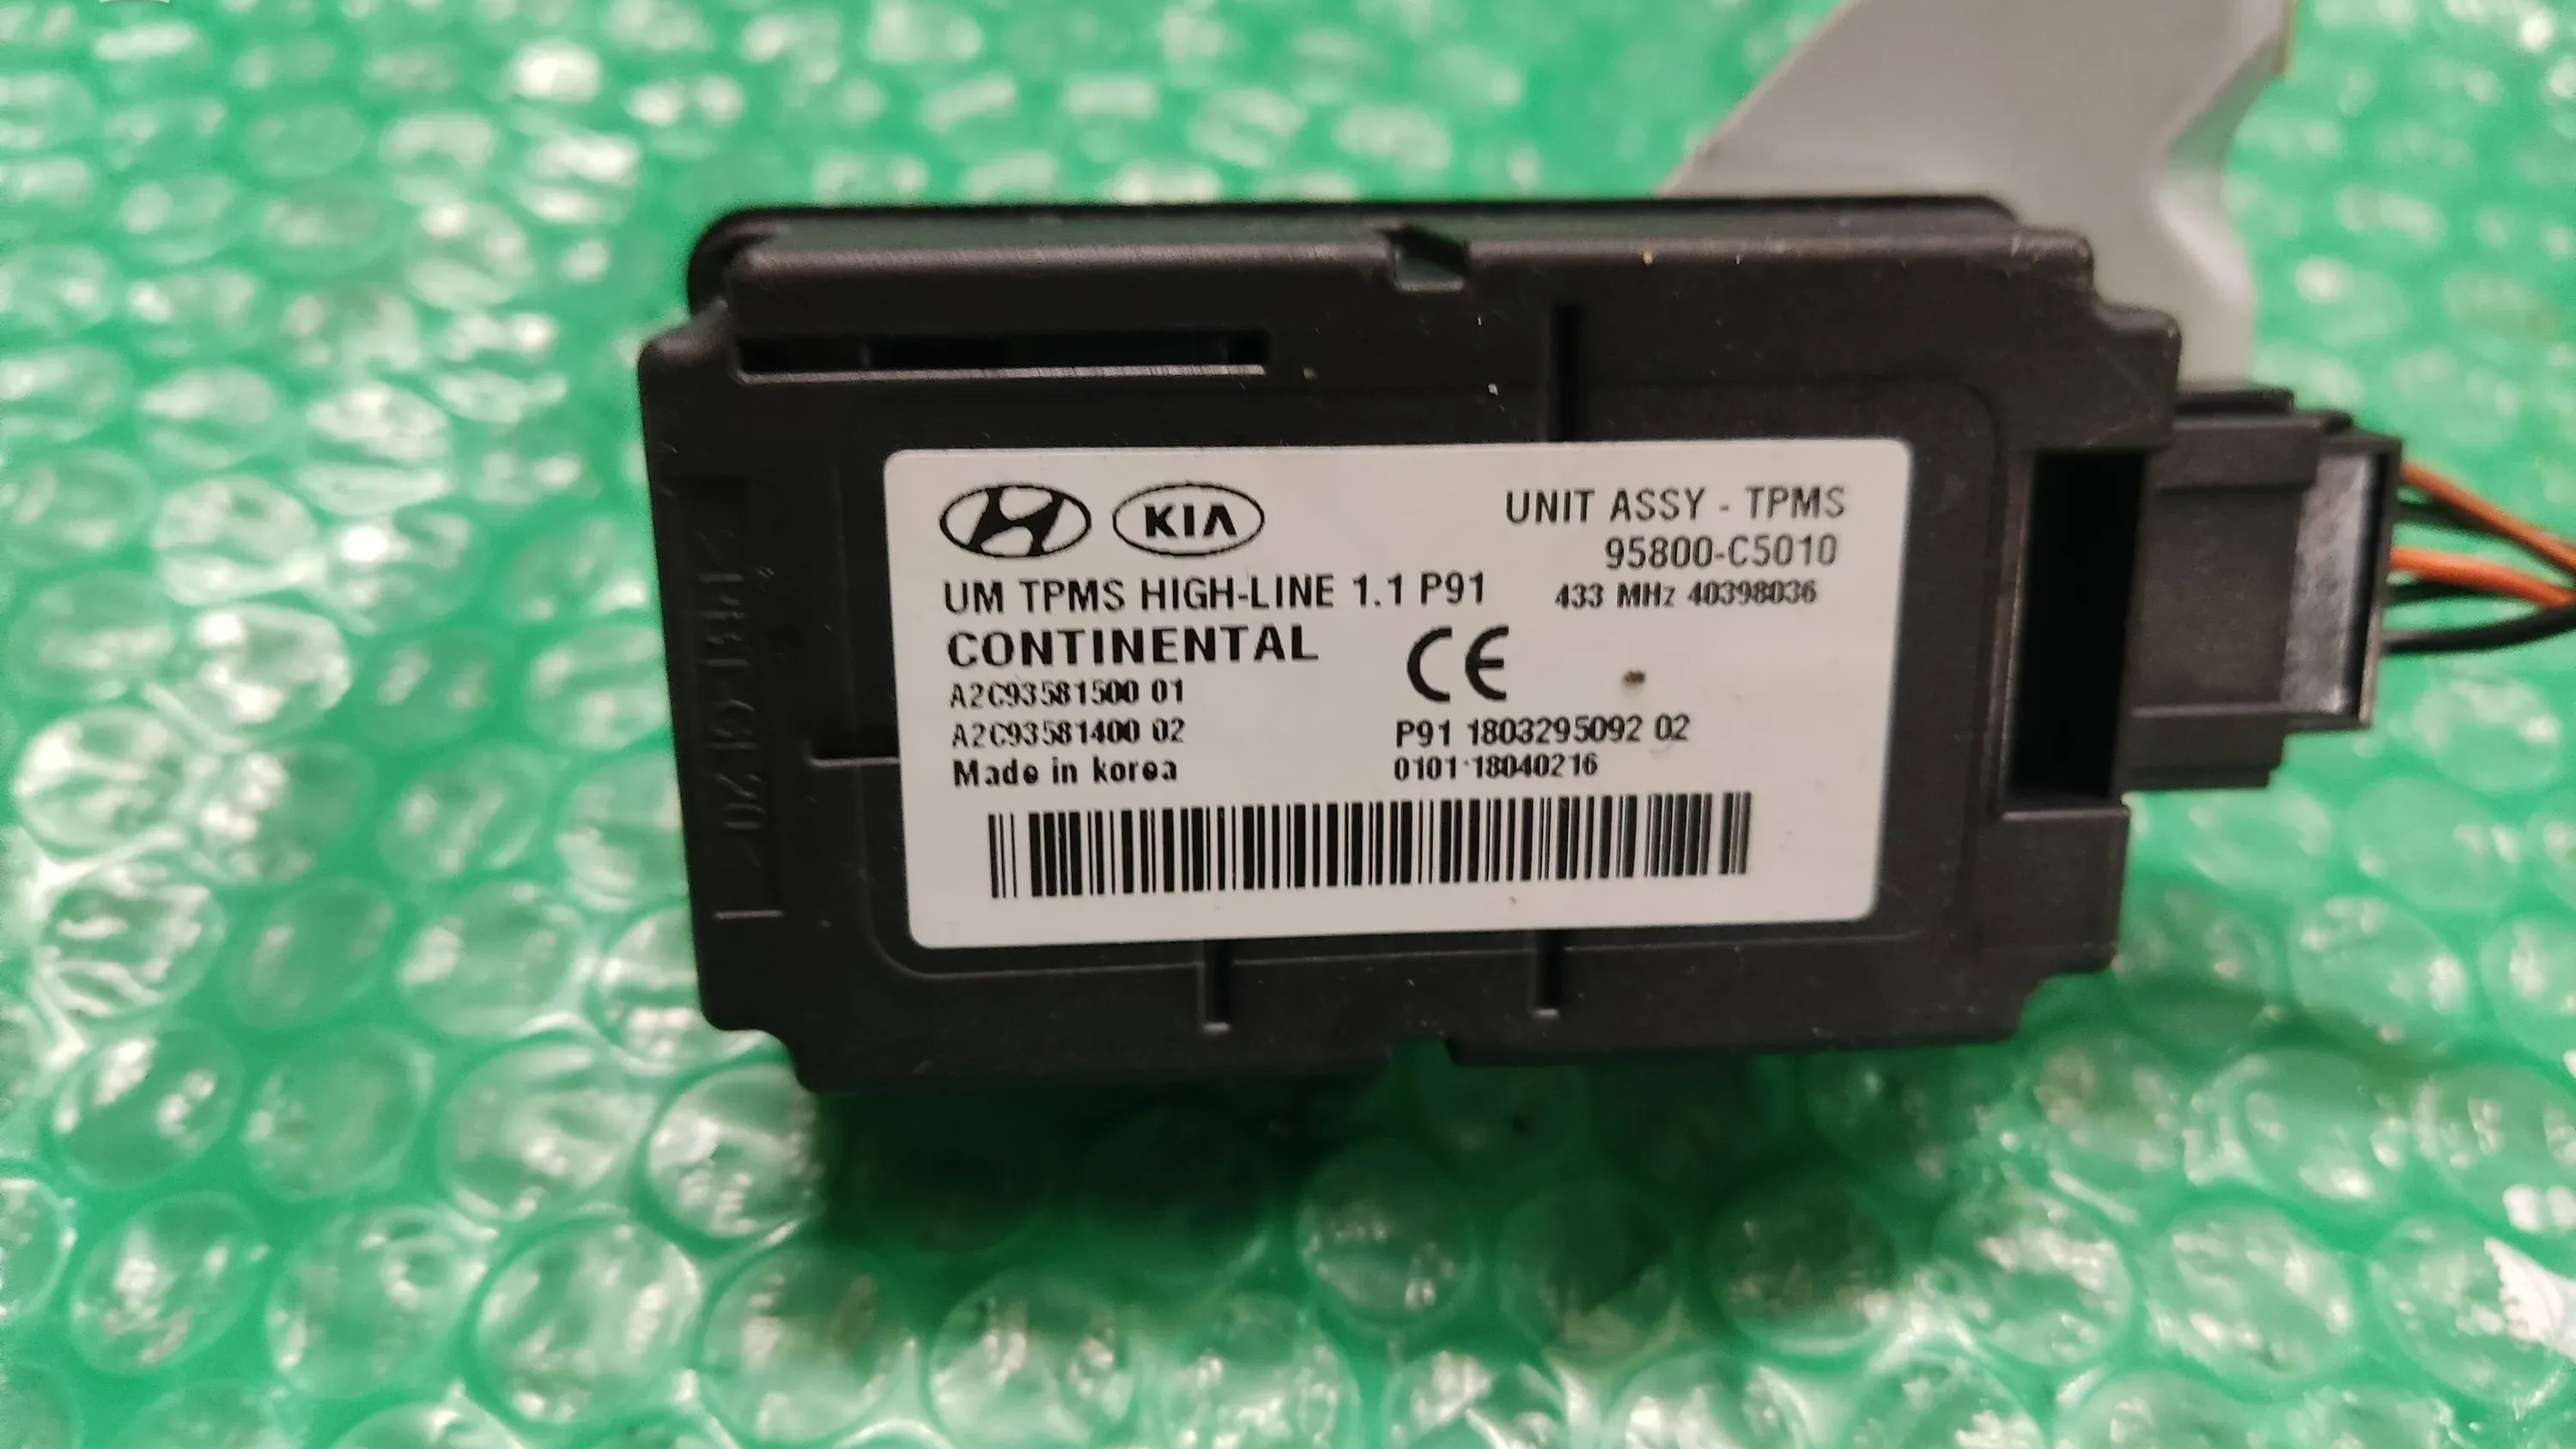 KIA
UNIT ASSY - TPMS
95800-C5010
UM TPMS HIGH-LINE 1.1 P91
433 MHz 40398036
CONTINENTAL
CE
A2C93581500 01
A2C93581400 02
P91 1803295092 02
Made in korea
0101 18040216